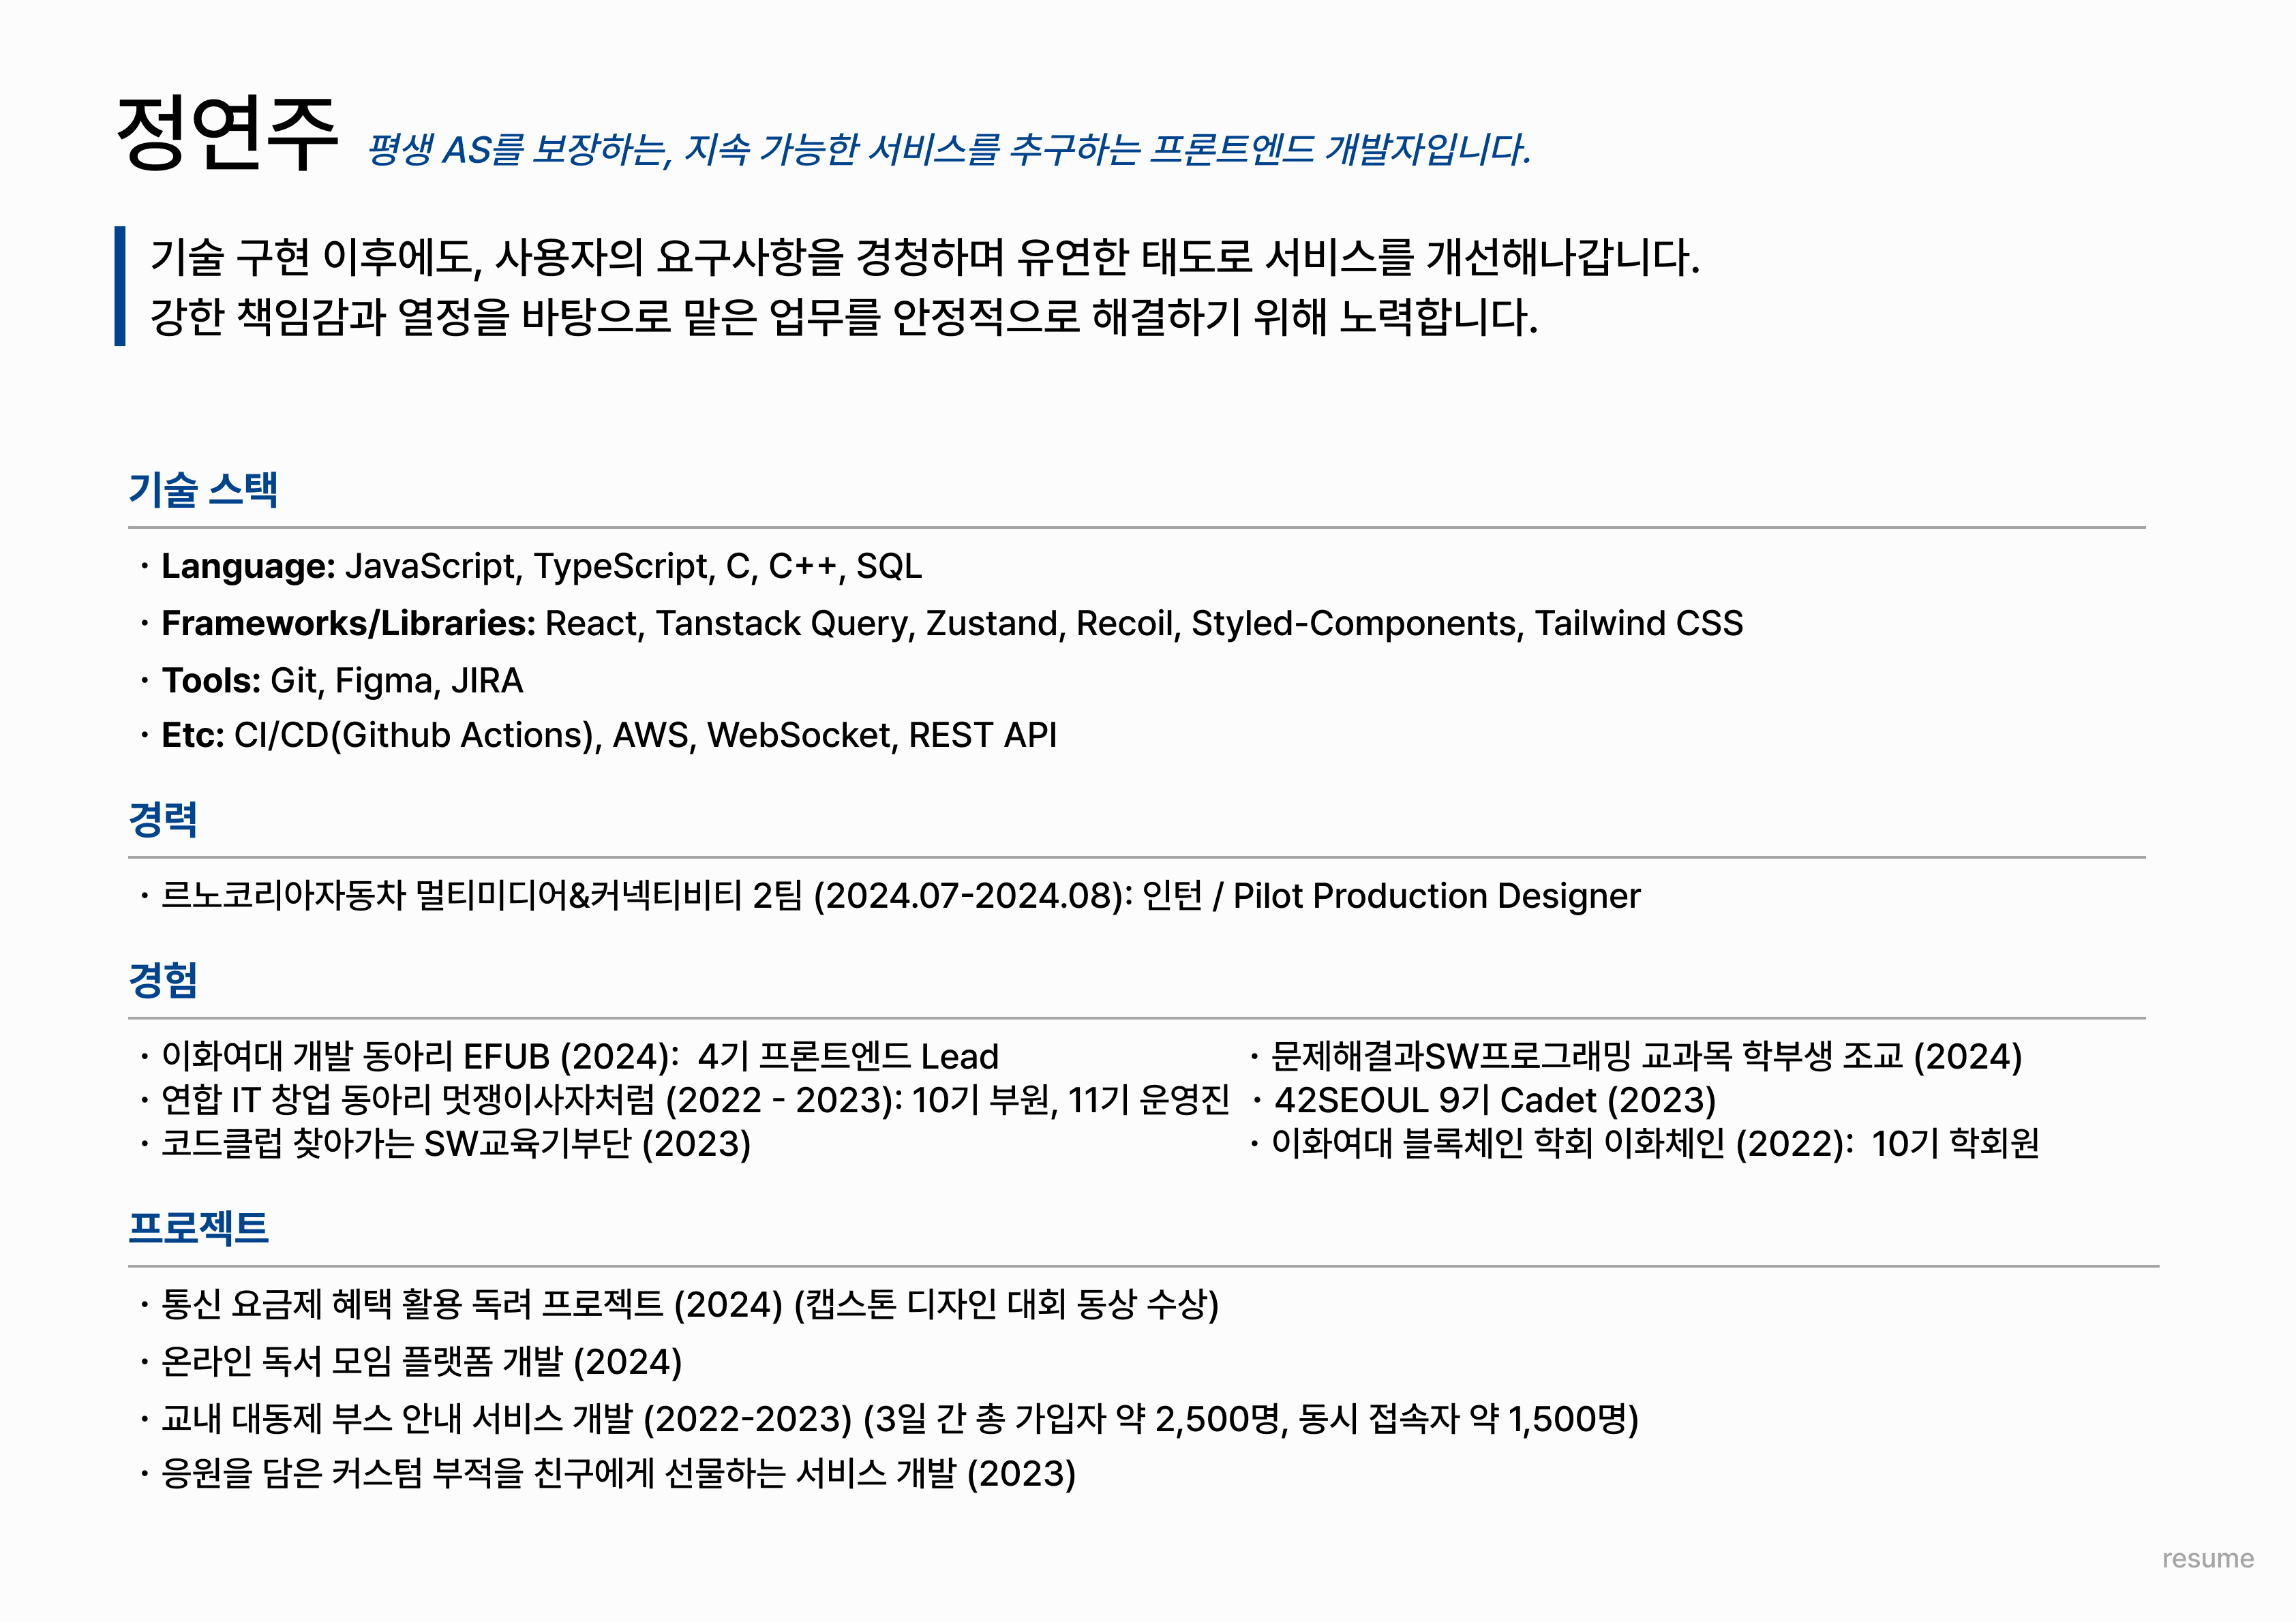 정연주 평생 AS를 보장하는, 지속 가능한 서비스를 추구하는 프론트엔드 개발자입니다.
기술 구현 이후에도, 사용자의 요구사항을 경청하며 유연한 태도로 서비스를 개선해나갑니다.
강한 책임감과 열정을 바탕으로 맡은 업무를 안정적으로 해결하기 위해 노력합니다.
기술 스택
· Language: JavaScript, TypeScript, C, C++, SQL
· Frameworks/Libraries: React, Tanstack Query, Zustand, Recoil, Styled-Components, Tailwind CSS
· Tools: Git, Figma, JIRA
· Etc: CI/CD(Github Actions), AWS, WebSocket, REST API
경력
· 르노코리아자동차 멀티미디어&커넥티비티 2팀 (2024.07-2024.08): 인턴 / Pilot Production Designer
경험
· 이화여대 개발 동아리 EFUB (2024): 4기 프론트엔드 Lead
· 연합 IT 창업 동아리 멋쟁이사자처럼 (2022 - 2023): 10기 부원, 11기 운영진
· 코드클럽 찾아가는 SW교육기부단 (2023)
· 문제해결과SW프로그래밍 교과목 학부생 조교 (2024)
· 42SEOUL 9기 Cadet (2023)
· 이화여대 블록체인 학회 이화체인 (2022): 10기 학회원
프로젝트
· 통신 요금제 혜택 활용 독려 프로젝트 (2024) (캡스톤 디자인 대회 동상 수상)
· 온라인 독서 모임 플랫폼 개발 (2024)
· 교내 대동제 부스 안내 서비스 개발 (2022-2023) (3일 간 총 가입자 약 2,500명, 동시 접속자 약 1,500명)
· 응원을 담은 커스텀 부적을 친구에게 선물하는 서비스 개발 (2023)
resume